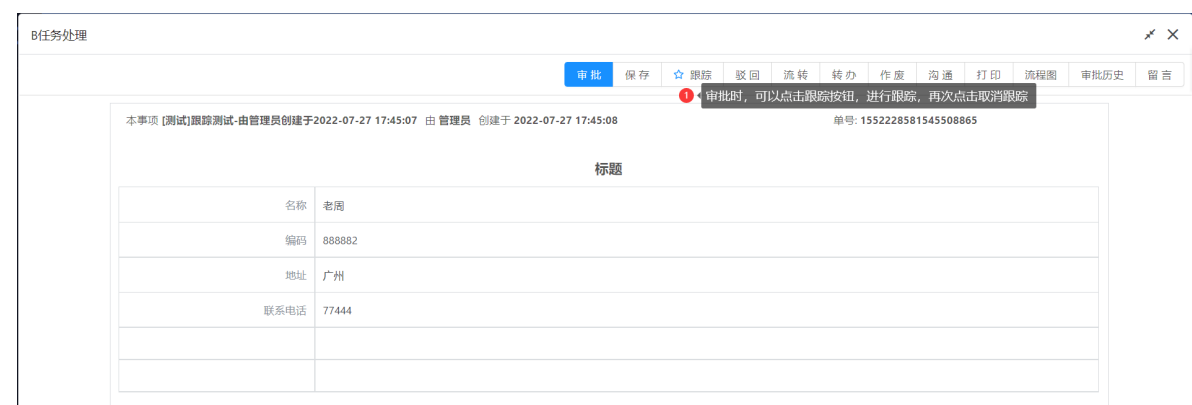 B任务处理
审 批 保 存 跟踪 驳 回 流 转 转 办 作 废 沟 通 打 印 流程图 审批历史 留 言
1 审批时，可以点击跟踪按钮，进行跟踪，再次点击取消跟踪
本事项 [测试]跟踪测试-由管理员创建于2022-07-27 17:45:07 由 管理员 创建于 2022-07-27 17:45:08 单号: 1552228581545508865
标题
名称 老周
编码 888882
地址 广州
联系电话 77444